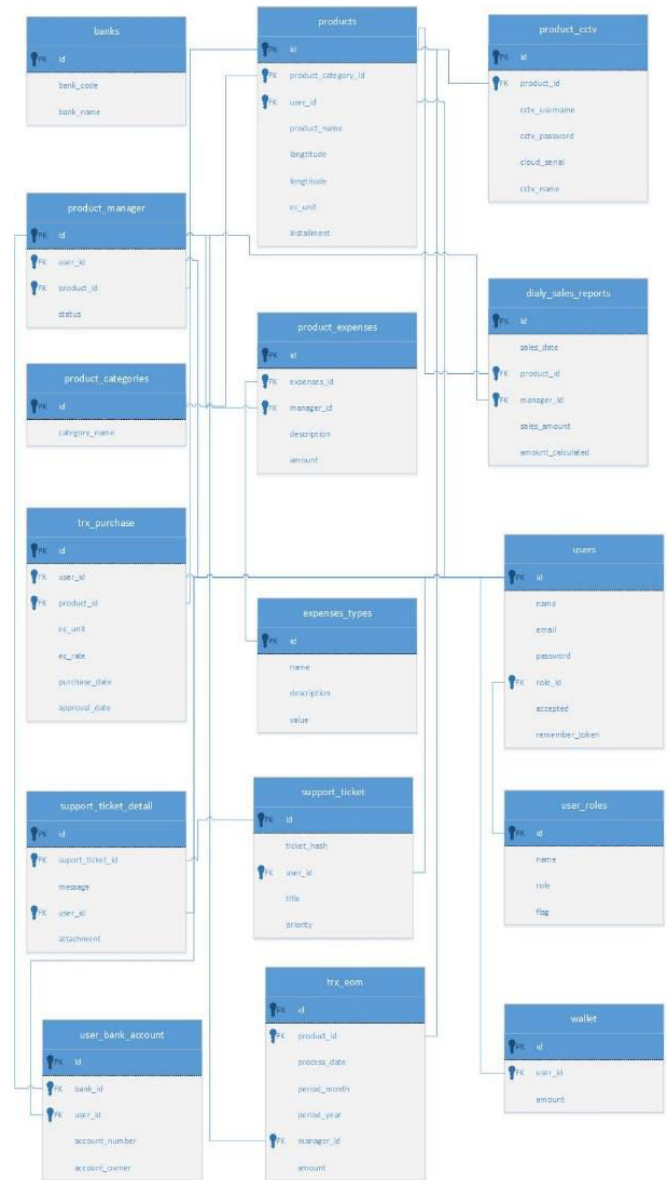 banks
PK id
bank_code
bank_name
products
PK id
FK product_category_id
FK user_id
product_name
longtitude
longtitude
ec_unit
installment
product_cctv
PK id
FK product_id
cctv_username
cctv_password
cloud_serial
cctv_name
product_manager
PK id
FK user_id
FK product_id
status
product_expenses
PK id
FK expenses_id
FK manager_id
description
amount
dialy_sales_reports
PK id
sales_date
FK product_id
FK manager_id
sales_amount
amount_calculated
product_categories
PK id
category_name
trx_purchase
PK id
FK user_id
FK product_id
ec_unit
ec_rate
purchase_date
approval_date
expenses_types
PK id
name
description
value
users
PK id
name
email
password
FK role_id
accepted
remember_token
support_ticket_detail
PK id
FK suport_ticket_id
message
FK user_id
attachment
support_ticket
PK id
ticket_hash
FK user_id
title
priority
user_roles
PK id
name
role
flag
user_bank_account
PK id
FK bank_id
FK user_id
account_number
account_owner
trx_eom
PK id
FK product_id
process_date
period_month
period_year
FK manager_id
amount
wallet
PK id
FK user_id
amount